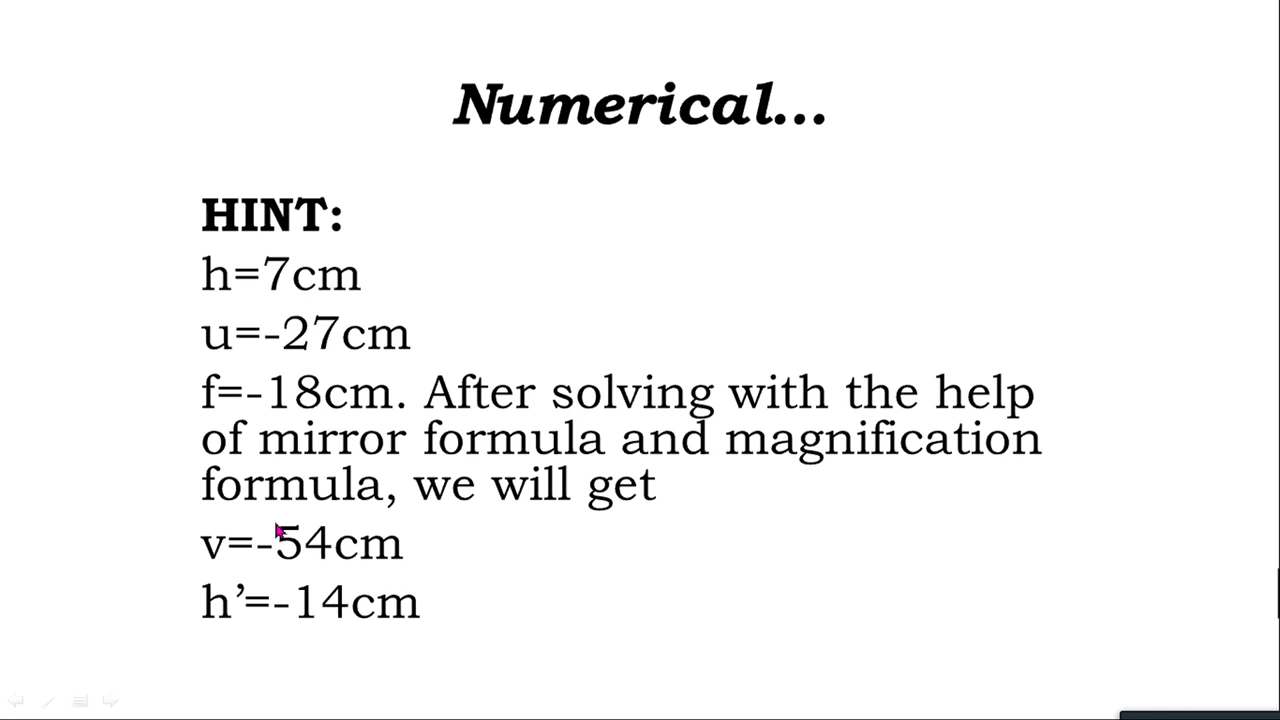 Numerical...
HINT:
h=7cm
u=-27cm
f=-18cm. After solving with the help
of mirror formula and magnification
formula, we will get
v=-54cm
h’=-14cm